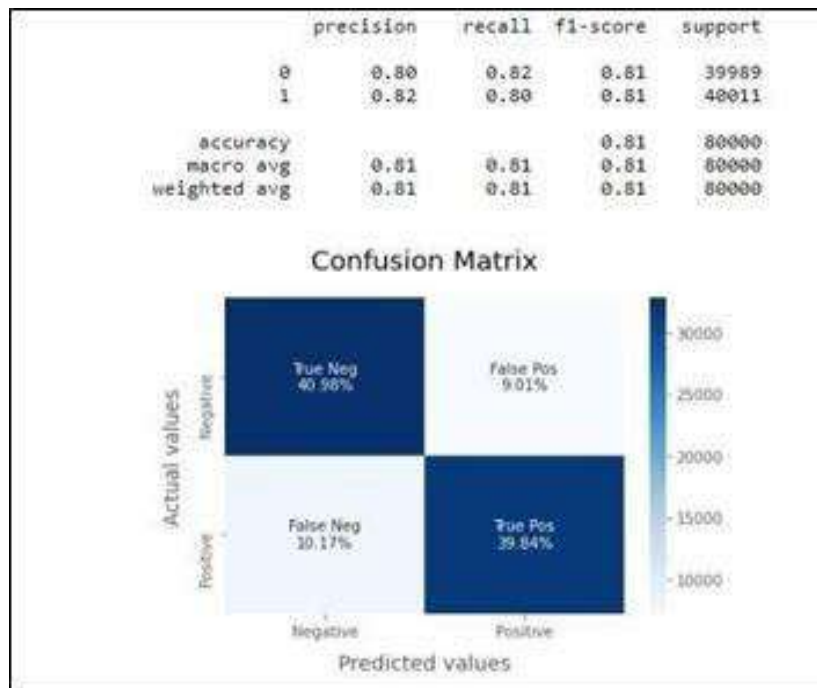 precision recall f1-score support
0 0.80 0.82 0.81 39989
1 0.82 0.80 0.81 40011
accuracy 0.81 80000
macro avg 0.81 0.81 0.81 80000
weighted avg 0.81 0.81 0.81 80000
Confusion Matrix
True Neg
40.98%
False Pos
9.01%
False Neg
10.17%
True Pos
39.84%
Actual values
Negative
Positive
Negative Positive
Predicted values
30000
25000
20000
15000
10000